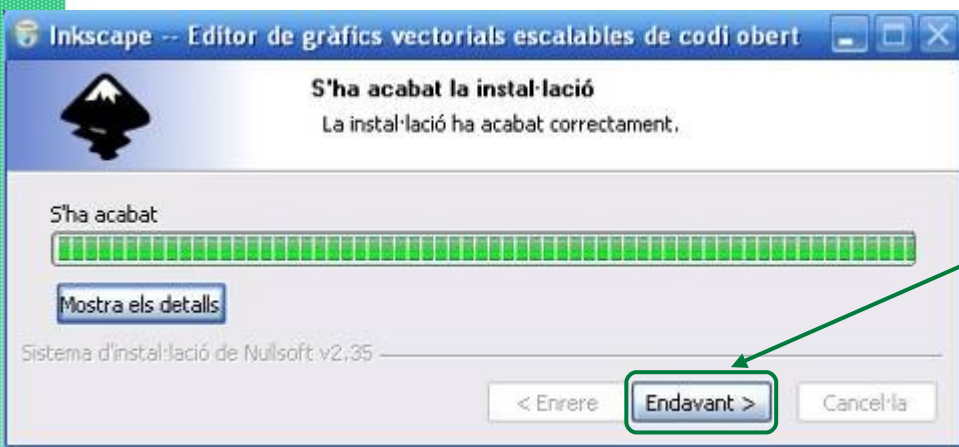 Inkscape -- Editor de gràfics vectorials escalables de codi obert
S'ha acabat la instal·lació
La instal·lació ha acabat correctament.
S'ha acabat
Mostra els detalls
Sistema d'instal·lació de Nullsoft v2.35
< Enrere Endavant > Cancel·la